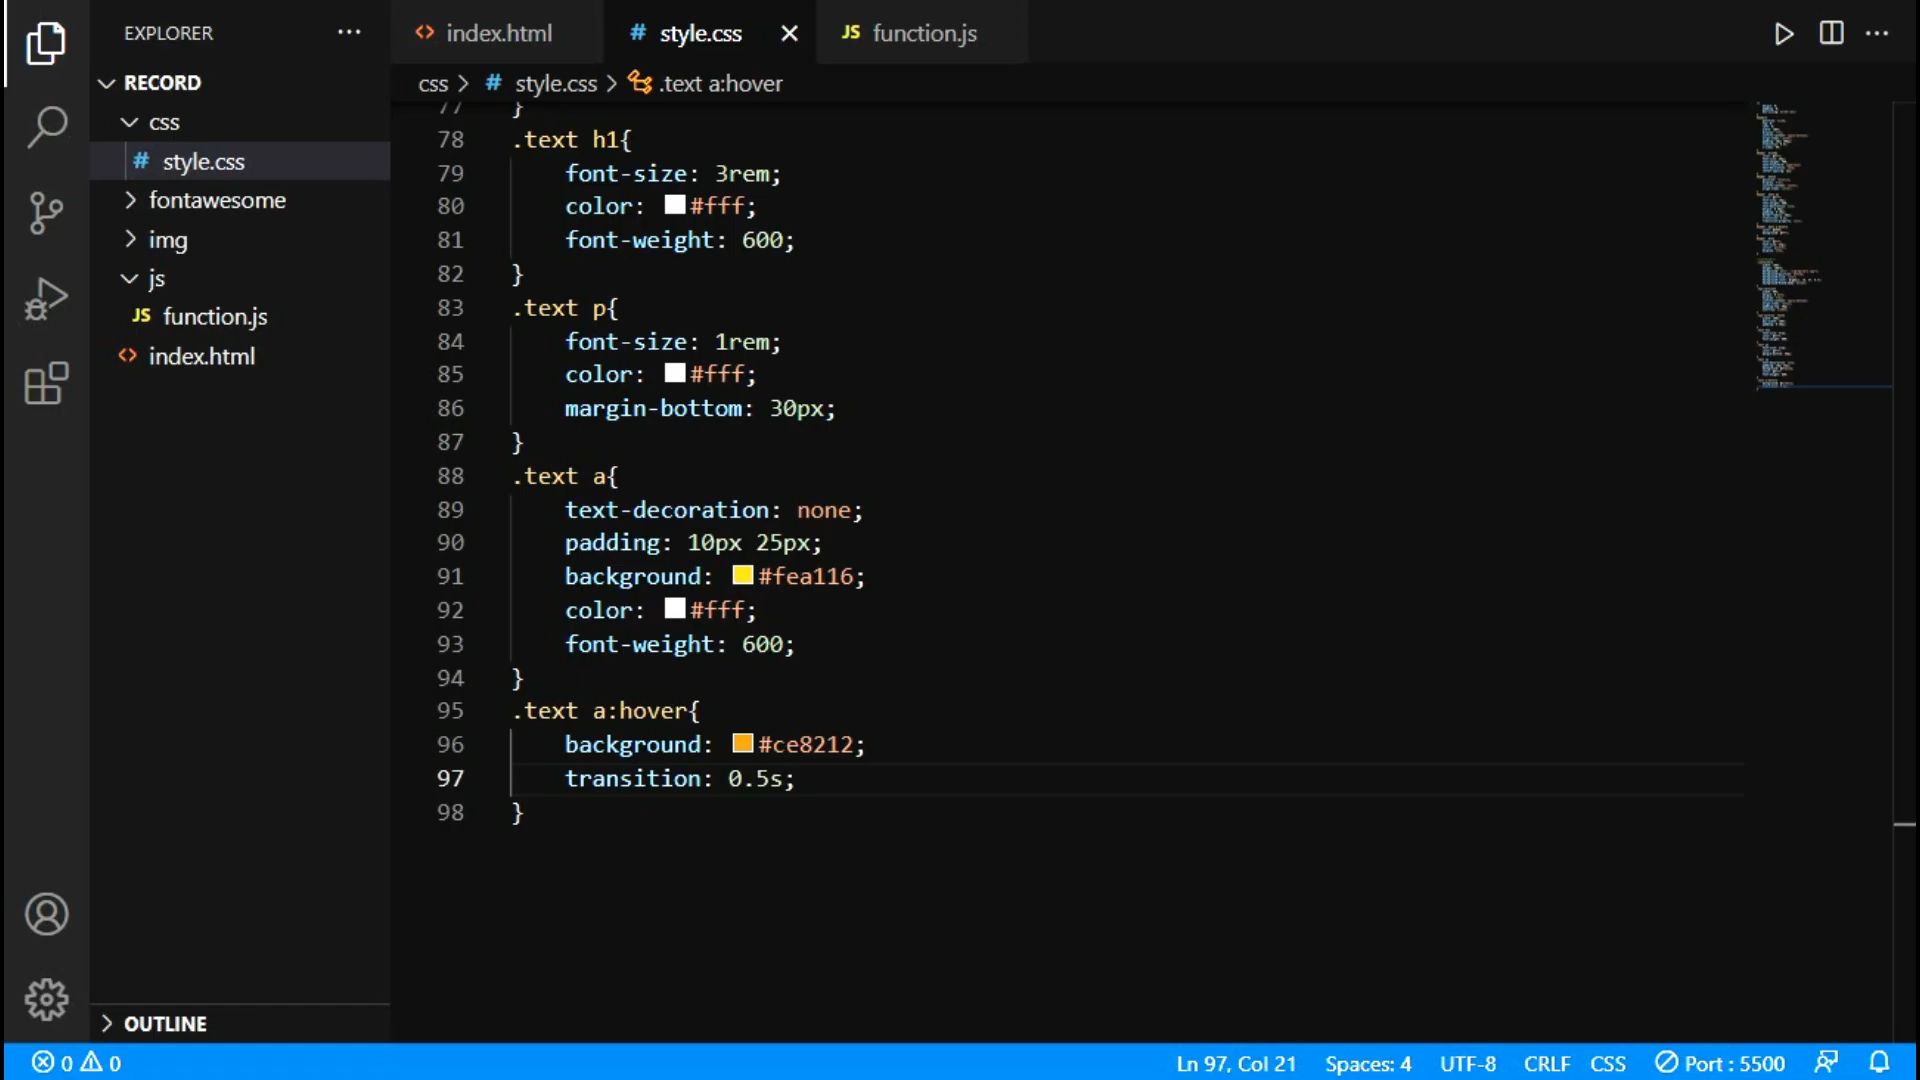 EXPLORER
RECORD
css
# style.css
fontawesome
img
js
JS function.js
<> index.html
OUTLINE
<> index.html
# style.css
JS function.js
css > # style.css > .text a:hover
77 }
78 .text h1{
79 font-size: 3rem;
80 color: #fff;
81 font-weight: 600;
82 }
83 .text p{
84 font-size: 1rem;
85 color: #fff;
86 margin-bottom: 30px;
87 }
88 .text a{
89 text-decoration: none;
90 padding: 10px 25px;
91 background: #fea116;
92 color: #fff;
93 font-weight: 600;
94 }
95 .text a:hover{
96 background: #ce8212;
97 transition: 0.5s;
98 }
0 0
Ln 97, Col 21 Spaces: 4 UTF-8 CRLF CSS Port : 5500